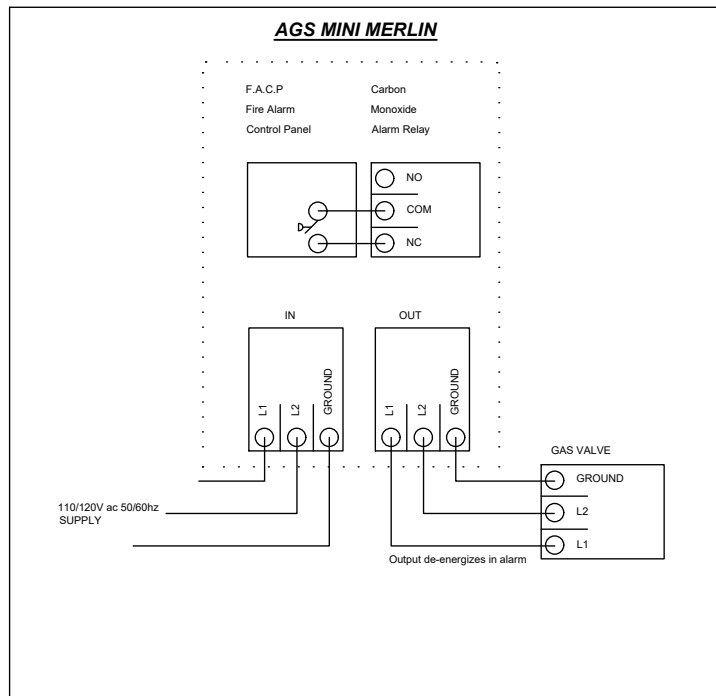 AGS MINI MERLIN
F.A.C.P
Fire Alarm
Control Panel
Carbon
Monoxide
Alarm Relay
NO
COM
NC
IN
OUT
L1
L2
GROUND
L1
L2
GROUND
GAS VALVE
GROUND
L2
L1
110/120V ac 50/60hz
SUPPLY
Output de-energizes in alarm